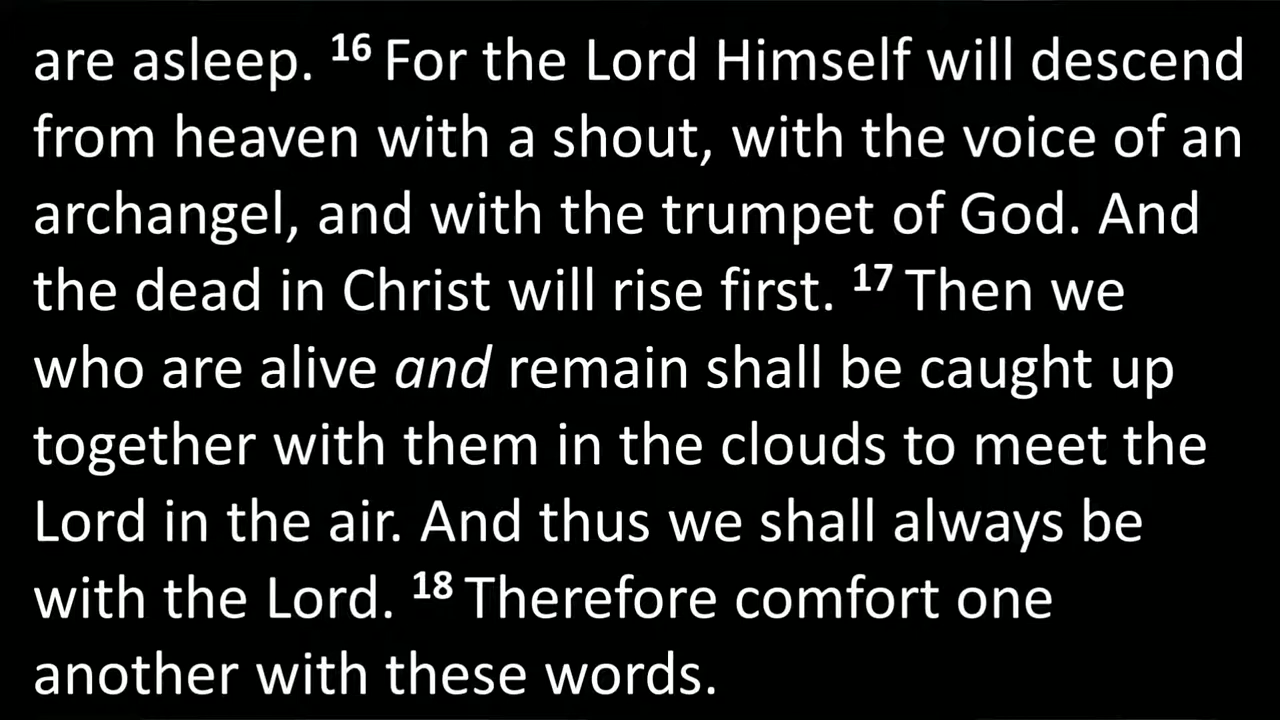 are asleep. 16 For the Lord Himself will descend
from heaven with a shout, with the voice of an
archangel, and with the trumpet of God. And
the dead in Christ will rise first. 17 Then we
who are alive and remain shall be caught up
together with them in the clouds to meet the
Lord in the air. And thus we shall always be
with the Lord. 18 Therefore comfort one
another with these words.